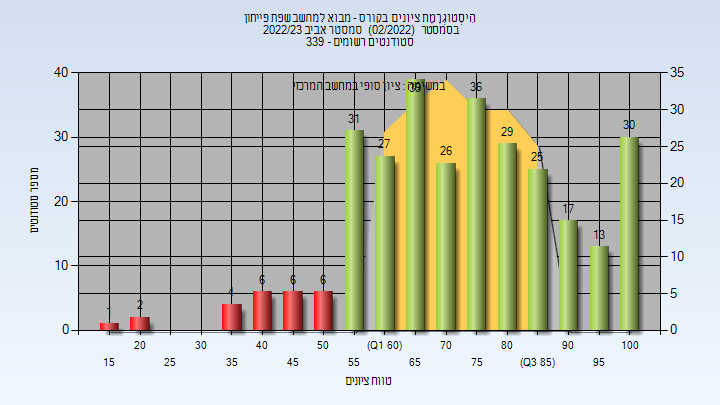 היסטוגרמת ציונים בקורס - מבוא למחשב שפת פייתון
בסמסטר (02/2022) סמסטר אביב 2022/23
סטודנטים רשומים - 339
במשימה : ציון סופי במחשב המרכזי
40 35
30 30
25
20 20
15
10 10
5
0 0
מספר סטודנטים
1 2 4 6 6 6 31 27 39 26 36 29 25 17 13 30
20 30 40 50 (Q1 60) 70 80 90 100
15 25 35 45 55 65 75 (Q3 85) 95
טווח ציונים